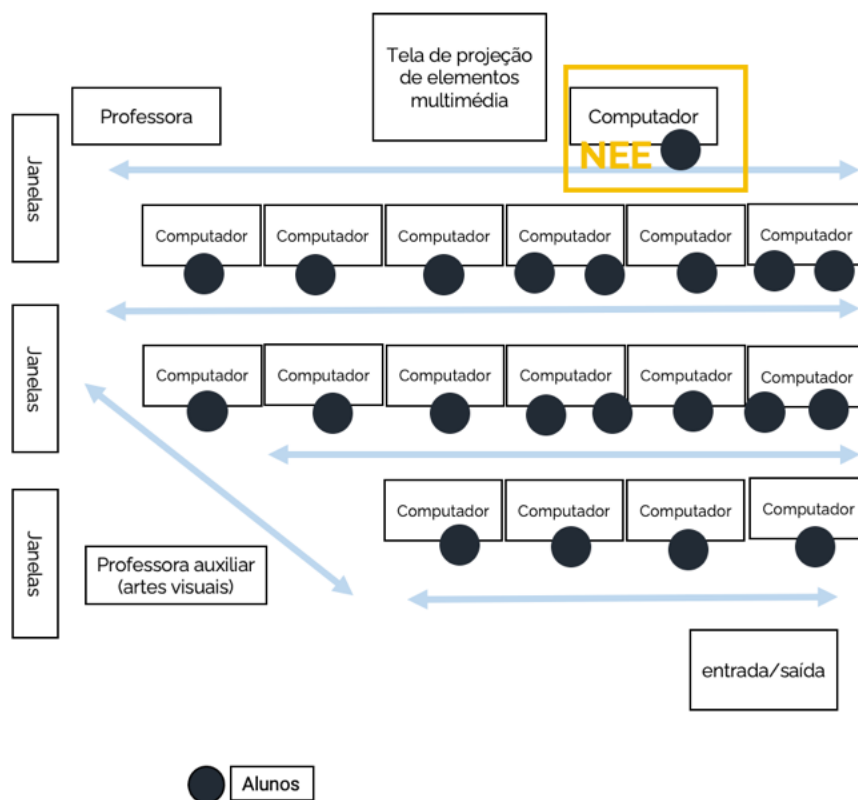 Tela de projeção
de elementos
multimédia
Professora
Computador
NEE
Janelas
Computador
Computador
Computador
Computador
Computador
Computador
Janelas
Computador
Computador
Computador
Computador
Computador
Computador
Janelas
Computador
Computador
Computador
Computador
Professora auxiliar
(artes visuais)
entrada/saída
Alunos